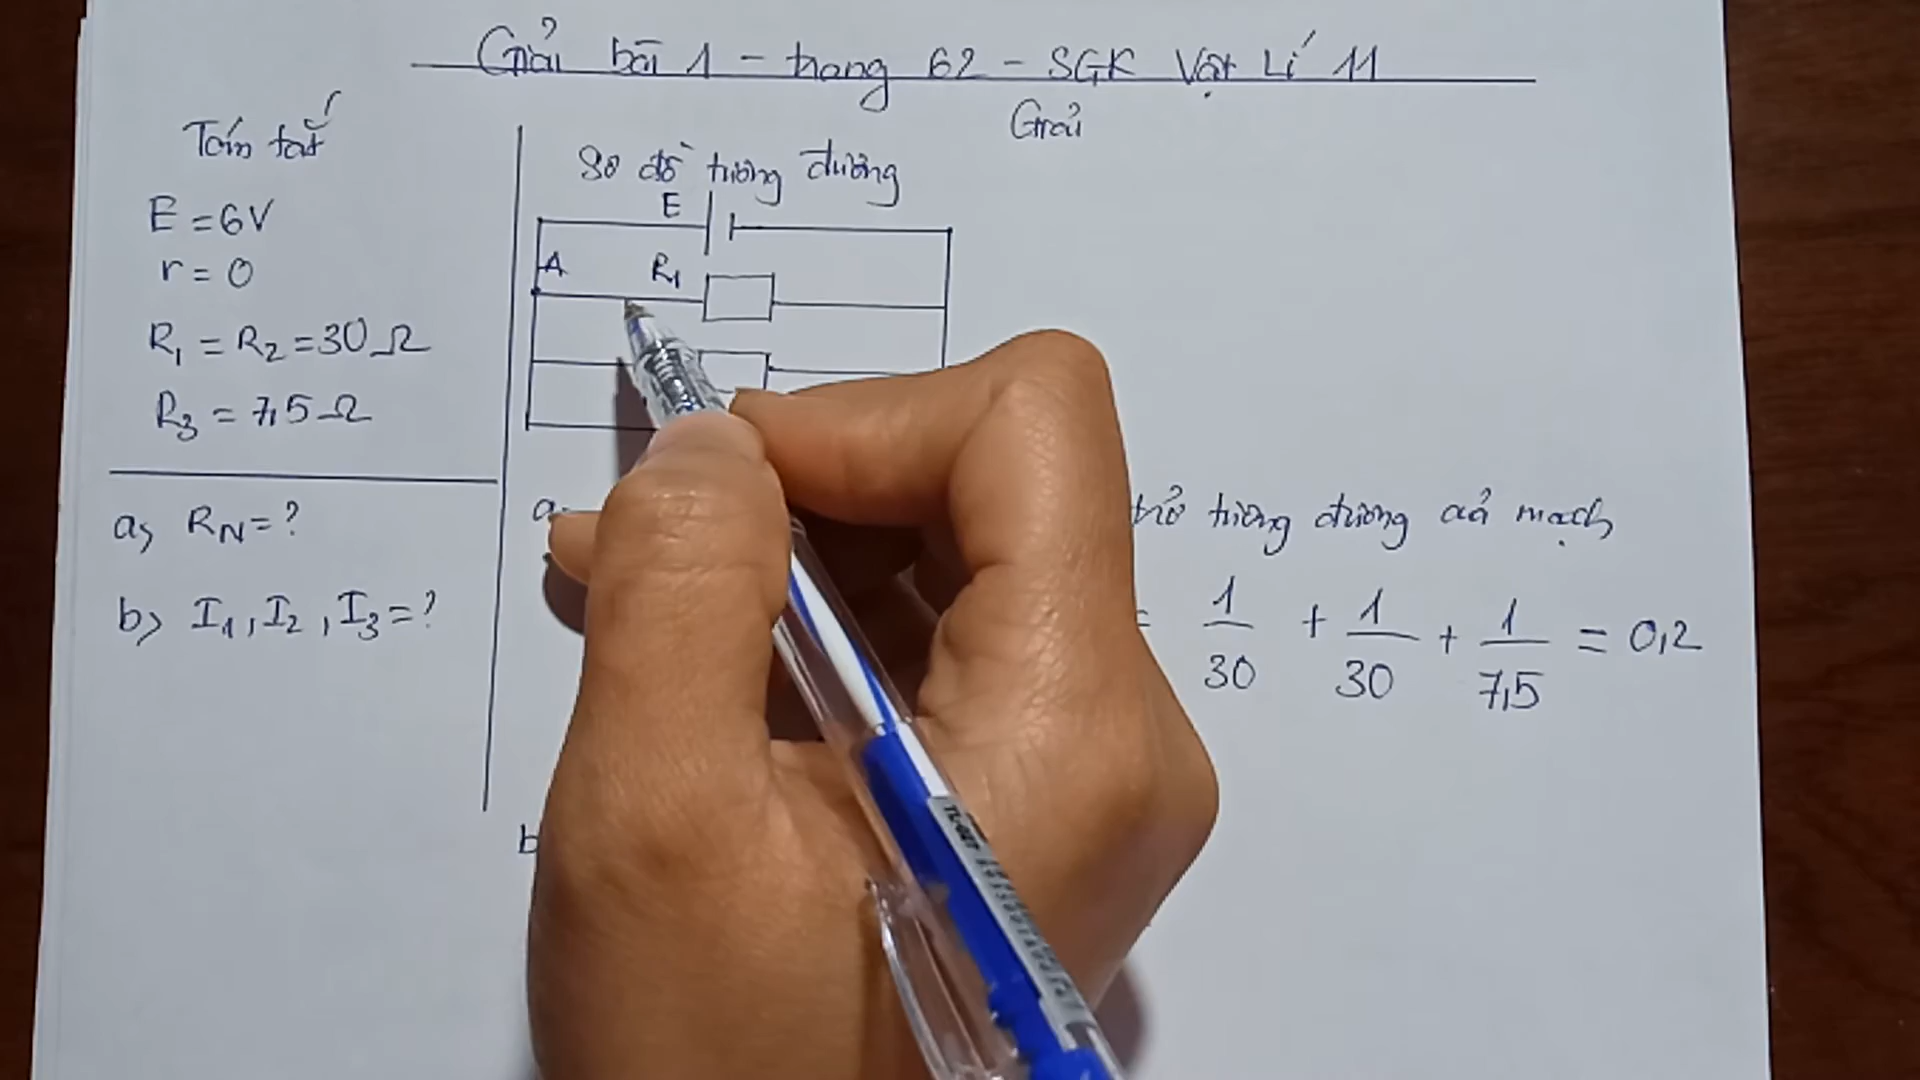 Giải bài 1 - trang 62 - SGK Vật Lí 11
Giải
Tóm tắt
E = 6V
r = 0
R1 = R2 = 30 Ω
R3 = 7,5 Ω
a) RN = ?
b) I1, I2, I3 = ?
Sơ đồ tương đương
E
A
R1
a
trở tương đương cả mạch
= 1/30 + 1/30 + 1/7,5 = 0,2
b
TL-027